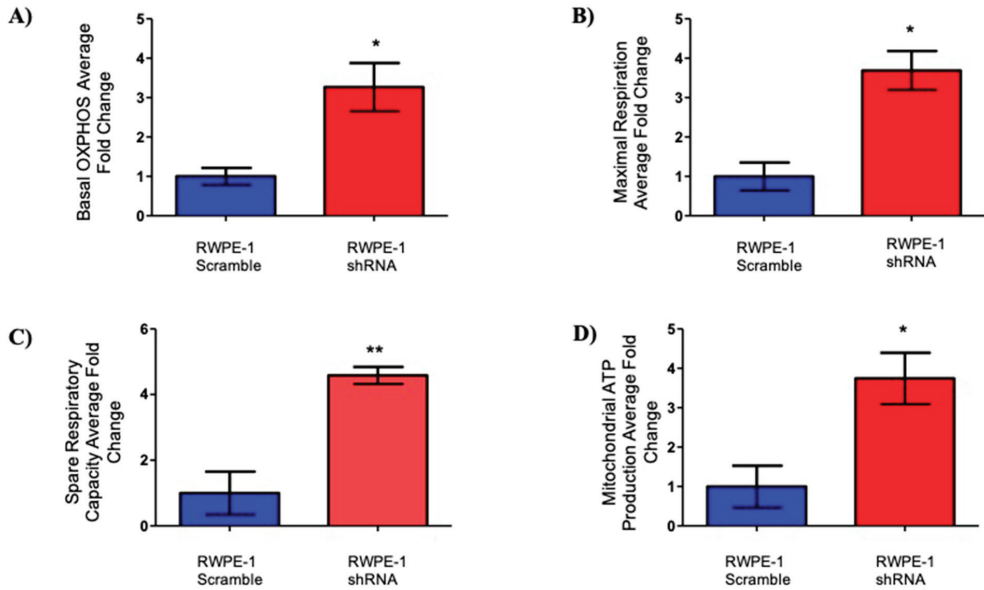 A)
Basal OXPHOS Average
Fold Change
5
4
3
2
1
0
*
RWPE-1
Scramble
RWPE-1
shRNA
B)
Maximal Respiration
Average Fold Change
5
4
3
2
1
0
*
RWPE-1
Scramble
RWPE-1
shRNA
C)
Spare Respiratory
Capacity Average Fold
Change
6
4
2
0
**
RWPE-1
Scramble
RWPE-1
shRNA
D)
Mitochondrial ATP
Production Average Fold
Change
5
4
3
2
1
0
*
RWPE-1
Scramble
RWPE-1
shRNA